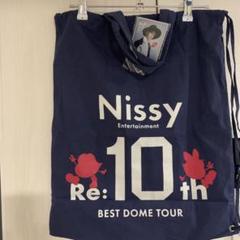 Nissy
Entertainment
Re: 10th
BEST DOME TOUR